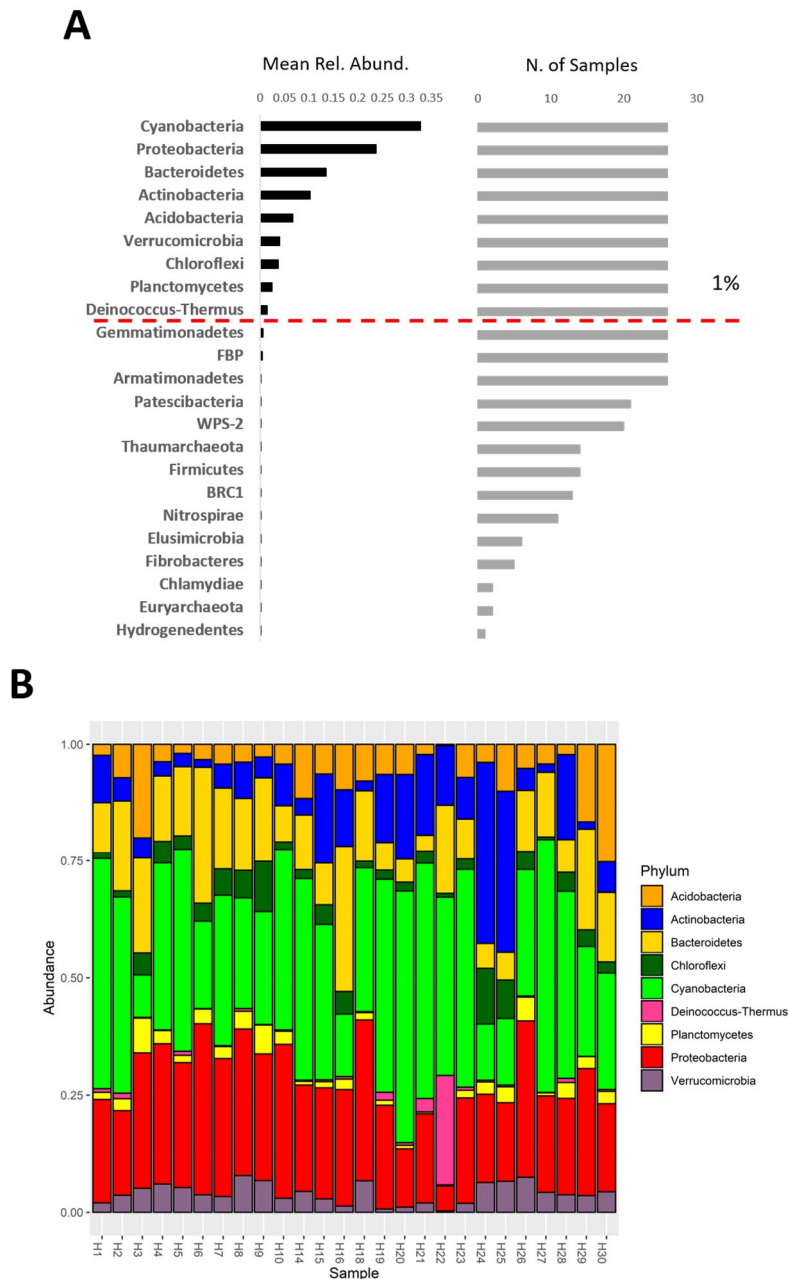 A
Mean Rel. Abund.
N. of Samples
0 0.05 0.1 0.15 0.2 0.25 0.3 0.35
0 10 20 30
Cyanobacteria
Proteobacteria
Bacteroidetes
Actinobacteria
Acidobacteria
Verrucomicrobia
Chloroflexi
Planctomycetes
1%
Deinococcus-Thermus
Gemmatimonadetes
FBP
Armatimonadetes
Patescibacteria
WPS-2
Thaumarchaeota
Firmicutes
BRC1
Nitrospirae
Elusimicrobia
Fibrobacteres
Chlamydiae
Euryarchaeota
Hydrogenedentes
B
1.00
0.75
0.50
0.25
0.00
Abundance
H1 H2 H3 H4 H5 H6 H7 H8 H9 H10 H14 H15 H16 H18 H19 H20 H21 H22 H23 H24 H25 H26 H27 H28 H29 H30
Sample
Phylum
Acidobacteria
Actinobacteria
Bacteroidetes
Chloroflexi
Cyanobacteria
Deinococcus-Thermus
Planctomycetes
Proteobacteria
Verrucomicrobia